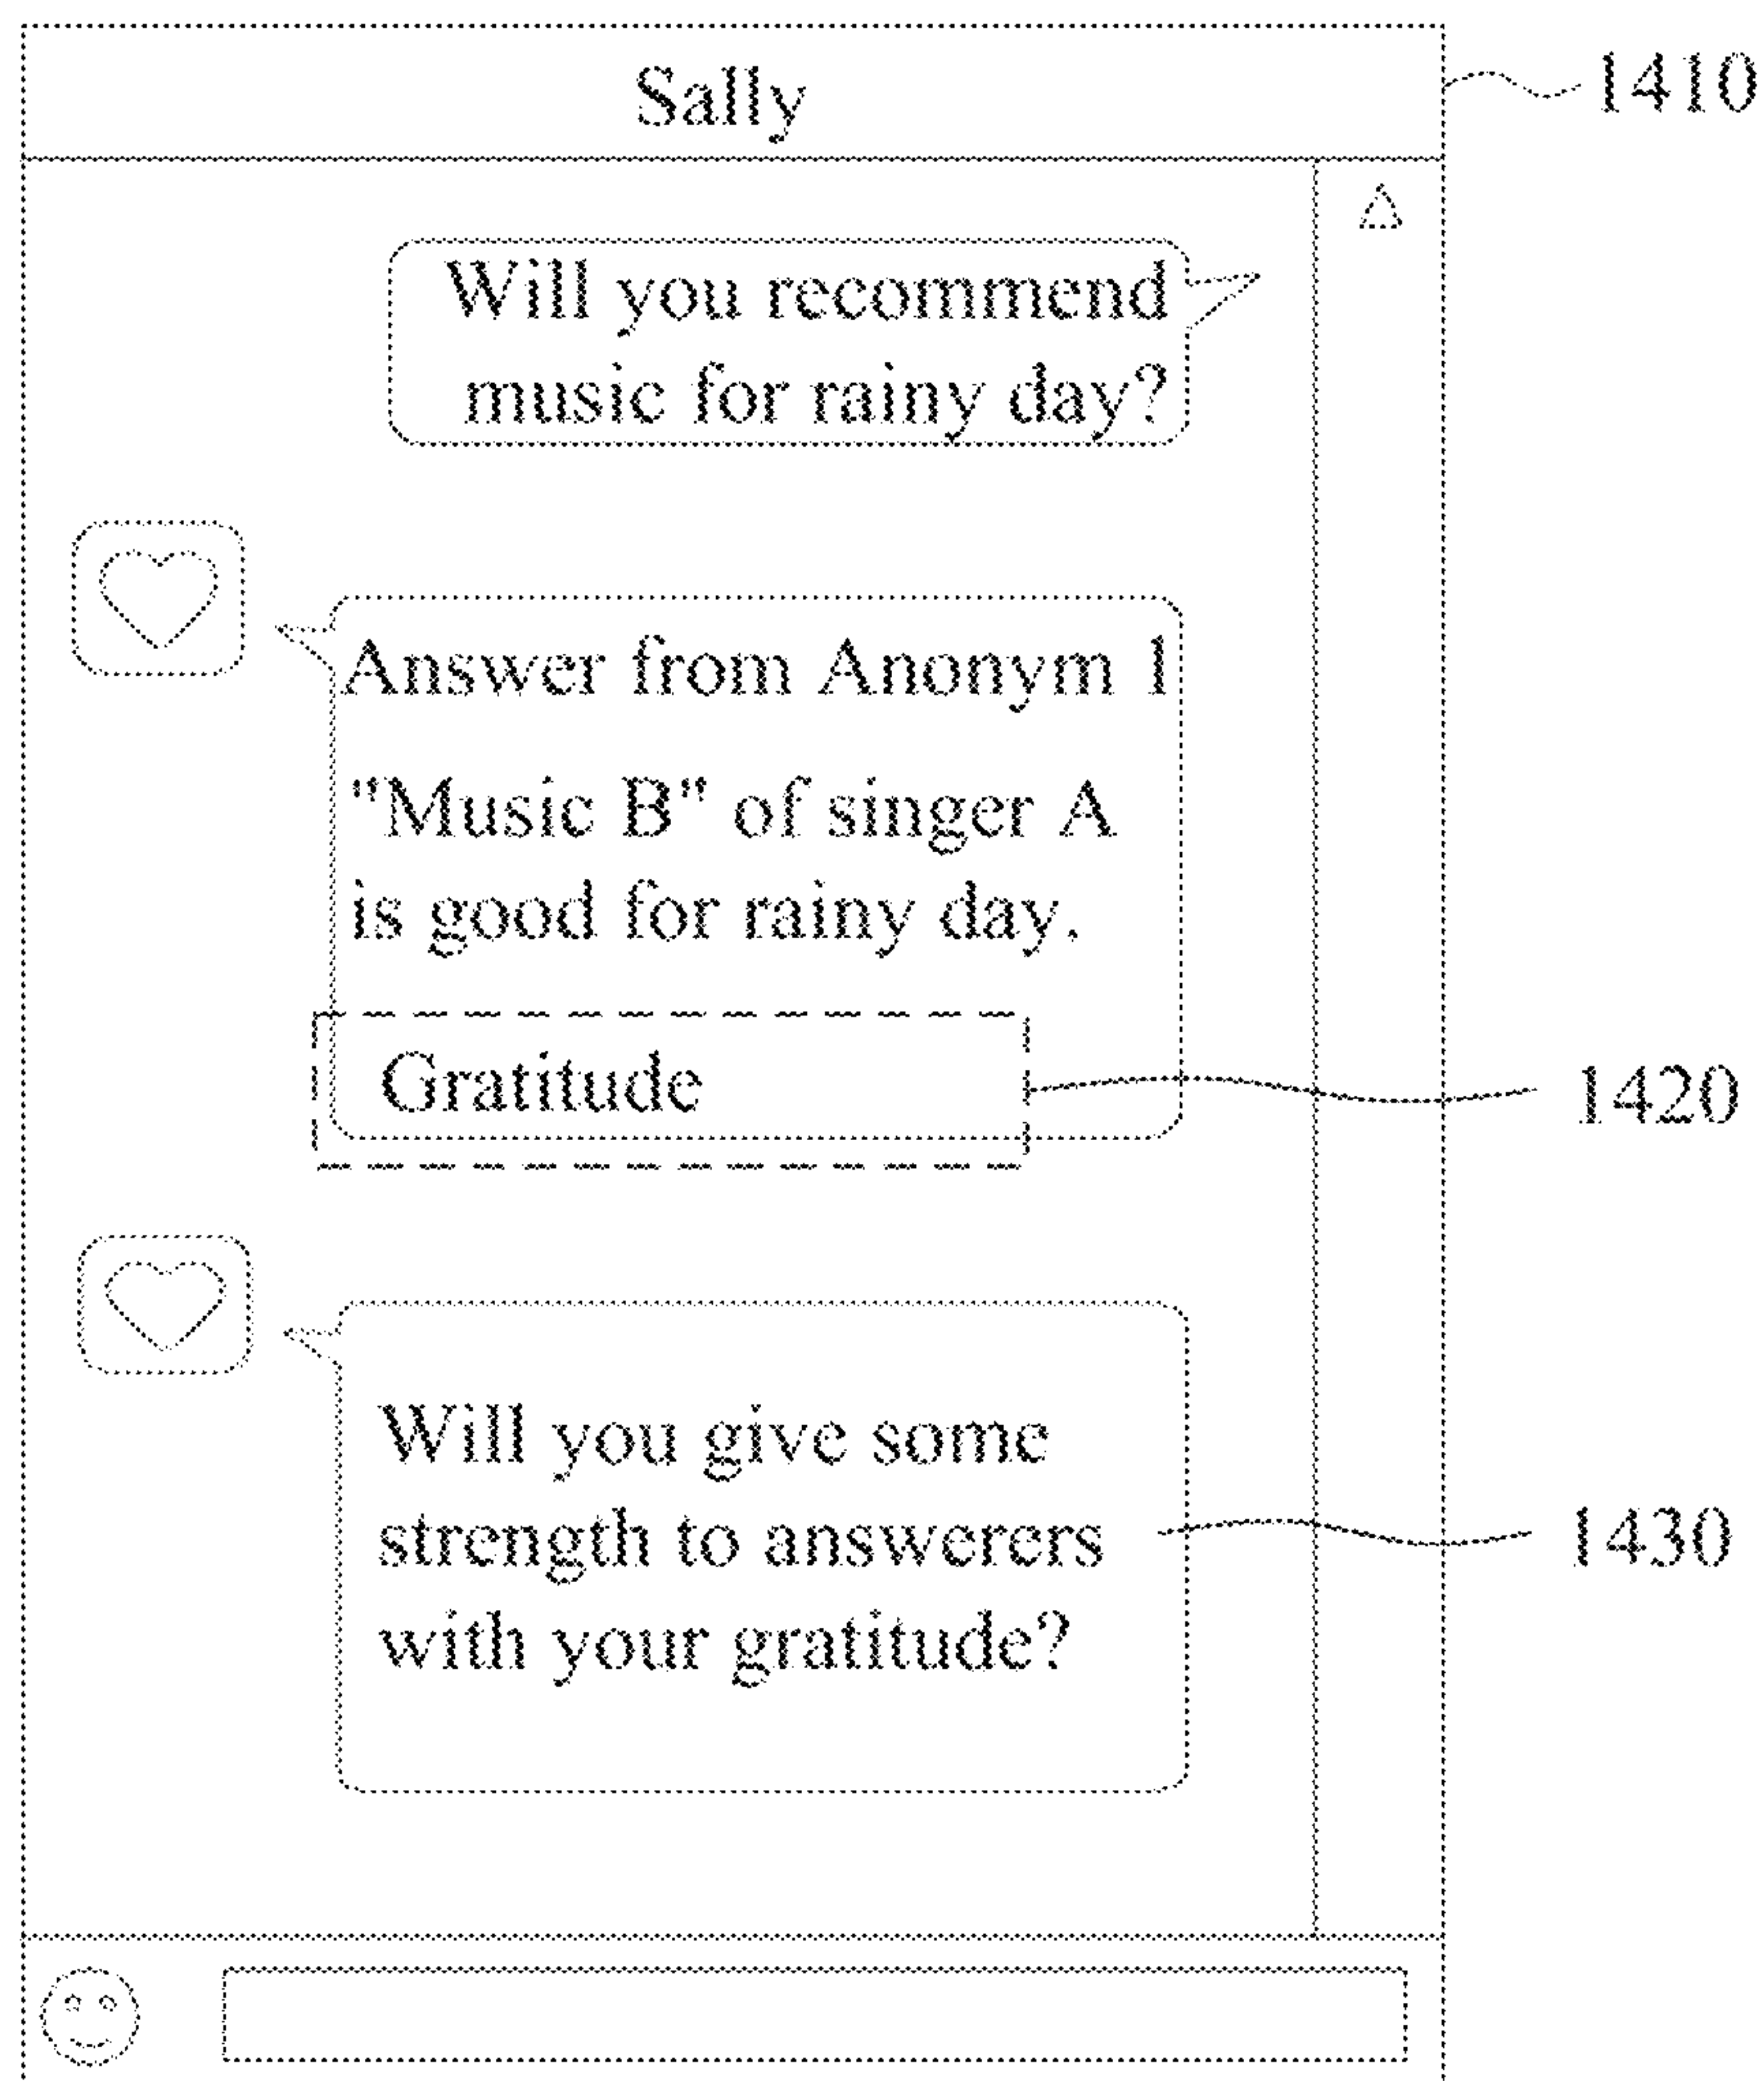 Sally
1410
Will you recommend
music for rainy day?
Answer from Anonym 1
"Music B" of singer A
is good for rainy day.
Gratitude
1420
Will you give some
strength to answerers
1430
with your gratitude?